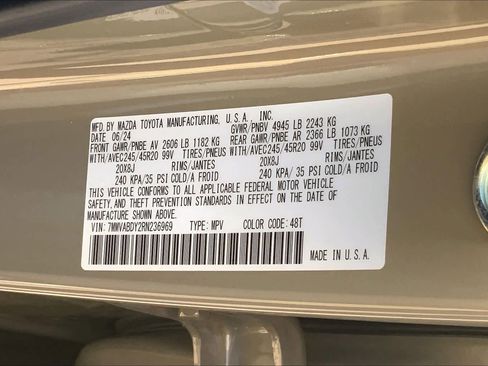 MFD. BY MAZDA TOYOTA MANUFACTURING, U.S.A., INC.
DATE: 06/24 GVWR/PNBV 4945 LB 2243 KG
FRONT GAWR/PNBE AV 2606 LB 1182 KG REAR GAWR/PNBE AR 2366 LB 1073 KG
WITH/AVEC245/45R20 99V TIRES/PNEUS WITH/AVEC245/45R20 99V TIRES/PNEUS
20X8J RIMS/JANTES 20X8J RIMS/JANTES
240 KPA/ 35 PSI COLD/A FROID 240 KPA/ 35 PSI COLD/A FROID
THIS VEHICLE CONFORMS TO ALL APPLICABLE FEDERAL MOTOR VEHICLE
SAFETY, AND THEFT PREVENTION STANDARDS IN EFFECT ON THE DATE OF
MANUFACTURE SHOWN ABOVE.
VIN: 7MMVABDY2RN236969 TYPE: MPV COLOR CODE: 48T
MADE IN U.S.A.